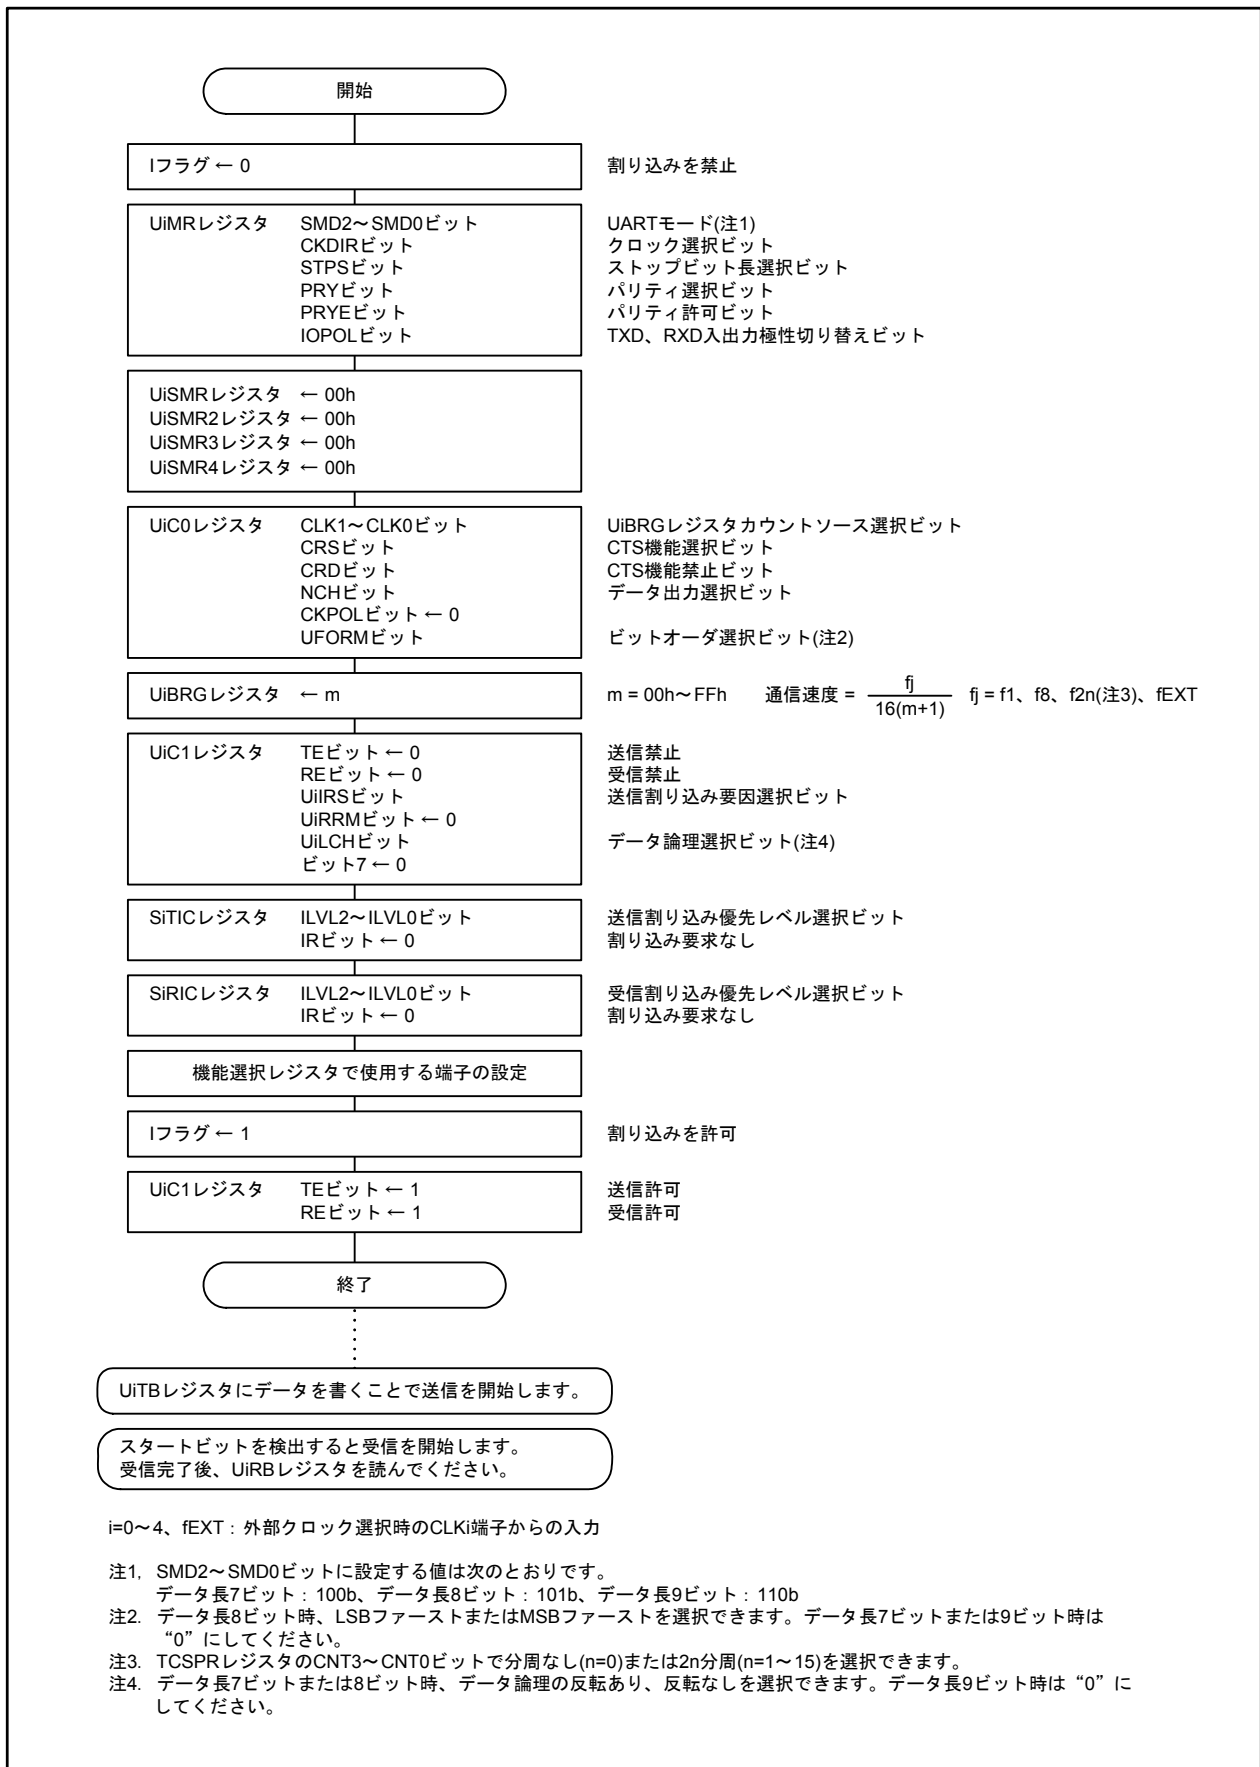 開始
Iフラグ ← 0 割り込みを禁止
UiMRレジスタ SMD2～SMD0ビット UARTモード(注1)
CKDIRビット クロック選択ビット
STPSビット ストップビット長選択ビット
PRYビット パリティ選択ビット
PRYEビット パリティ許可ビット
IOPOLビット TXD、RXD入出力極性切り替えビット
UiSMRレジスタ ← 00h
UiSMR2レジスタ ← 00h
UiSMR3レジスタ ← 00h
UiSMR4レジスタ ← 00h
UiC0レジスタ CLK1～CLK0ビット UiBRGレジスタカウントソース選択ビット
CRSビット CTS機能選択ビット
CRDビット CTS機能禁止ビット
NCHビット データ出力選択ビット
CKPOLビット ← 0
UFORMビット ビットオーダ選択ビット(注2)
UiBRGレジスタ ← m m = 00h～FFh 通信速度 = fj / 16(m+1) fj = f1、f8、f2n(注3)、fEXT
UiC1レジスタ TEビット ← 0 送信禁止
REビット ← 0 受信禁止
UiIRSビット 送信割り込み要因選択ビット
UiRRMビット ← 0
UiLCHビット データ論理選択ビット(注4)
ビット7 ← 0
SiTICレジスタ ILVL2～ILVL0ビット 送信割り込み優先レベル選択ビット
IRビット ← 0 割り込み要求なし
SiRICレジスタ ILVL2～ILVL0ビット 受信割り込み優先レベル選択ビット
IRビット ← 0 割り込み要求なし
機能選択レジスタで使用する端子の設定
Iフラグ ← 1 割り込みを許可
UiC1レジスタ TEビット ← 1 送信許可
REビット ← 1 受信許可
終了
UiTBレジスタにデータを書くことで送信を開始します。
スタートビットを検出すると受信を開始します。
受信完了後、UiRBレジスタを読んでください。
i=0～4、fEXT : 外部クロック選択時のCLKi端子からの入力
注1, SMD2～SMD0ビットに設定する値は次のとおりです。
データ長7ビット : 100b、データ長8ビット : 101b、データ長9ビット : 110b
注2. データ長8ビット時、LSBファーストまたはMSBファーストを選択できます。データ長7ビットまたは9ビット時は
“0” にしてください。
注3. TCSPRレジスタのCNT3～CNT0ビットで分周なし(n=0)または2n分周(n=1～15)を選択できます。
注4. データ長7ビットまたは8ビット時、データ論理の反転あり、反転なしを選択できます。データ長9ビット時は “0” に
してください。